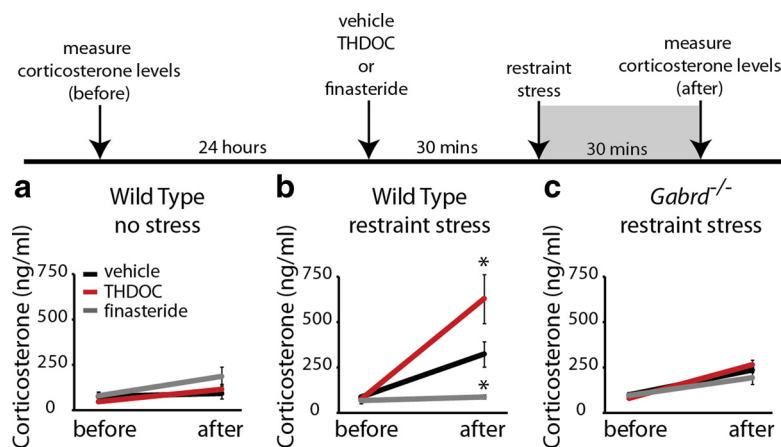 measure
corticosterone levels
(before)
vehicle
THDOC
or
finasteride
restraint
stress
measure
corticosterone levels
(after)
24 hours
30 mins
30 mins
a
Wild Type
no stress
Corticosterone (ng/ml)
750
500
250
0
vehicle
THDOC
finasteride
before
after
b
Wild Type
restraint stress
Corticosterone (ng/ml)
750
500
250
0
*
*
before
after
c
Gabrd-/-
restraint stress
Corticosterone (ng/ml)
750
500
250
0
before
after